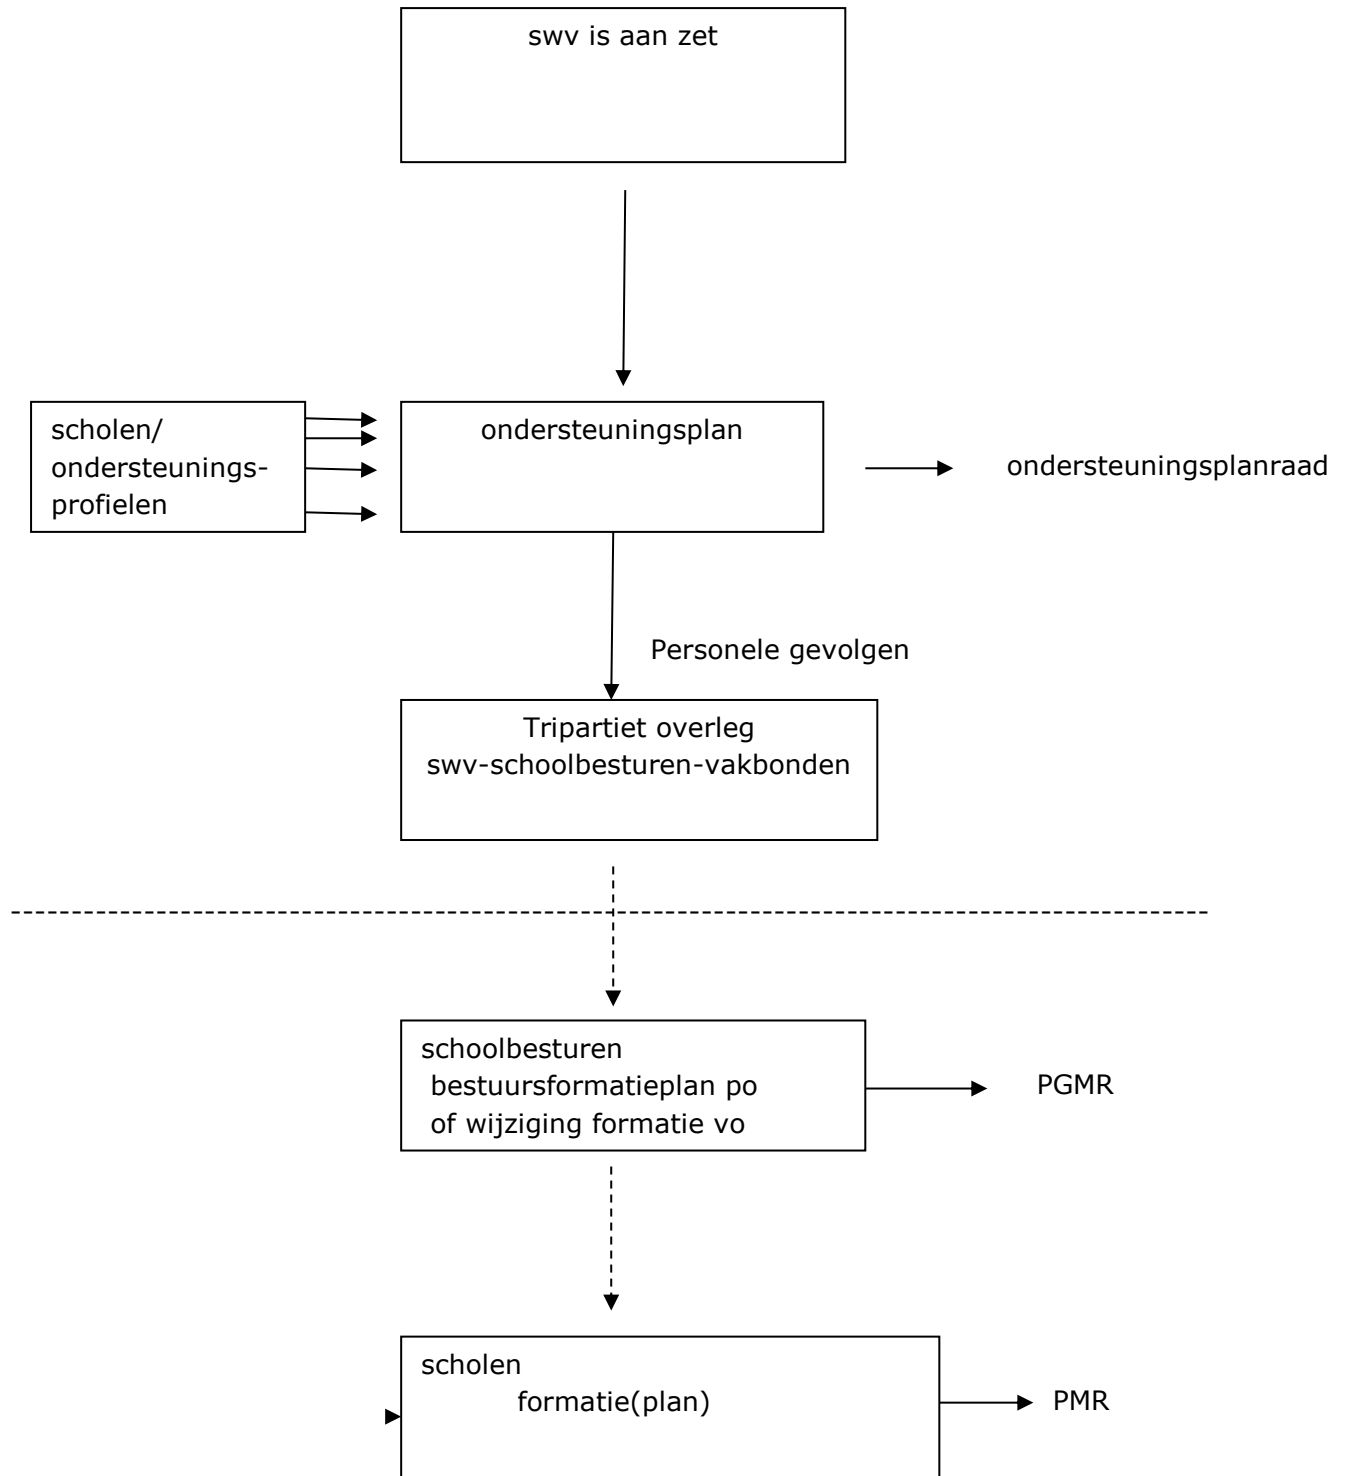 swv is aan zet
scholen/
ondersteunings-
profielen
ondersteuningsplan
ondersteuningsplanraad
Personele gevolgen
Tripartiet overleg
swv-schoolbesturen-vakbonden
schoolbesturen
bestuursformatieplan po
of wijziging formatie vo
PGMR
scholen
formatie(plan)
PMR